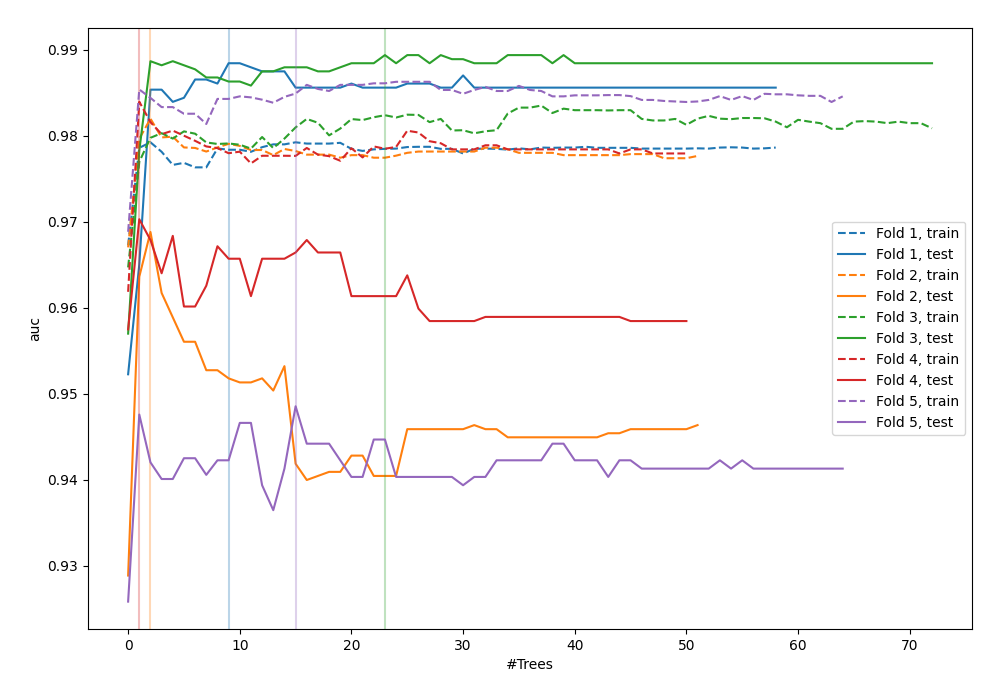 0.99
0.98
0.97
0.96
0.95
0.94
0.93
auc
0 10 20 30 40 50 60 70
#Trees
Fold 1, train
Fold 1, test
Fold 2, train
Fold 2, test
Fold 3, train
Fold 3, test
Fold 4, train
Fold 4, test
Fold 5, train
Fold 5, test